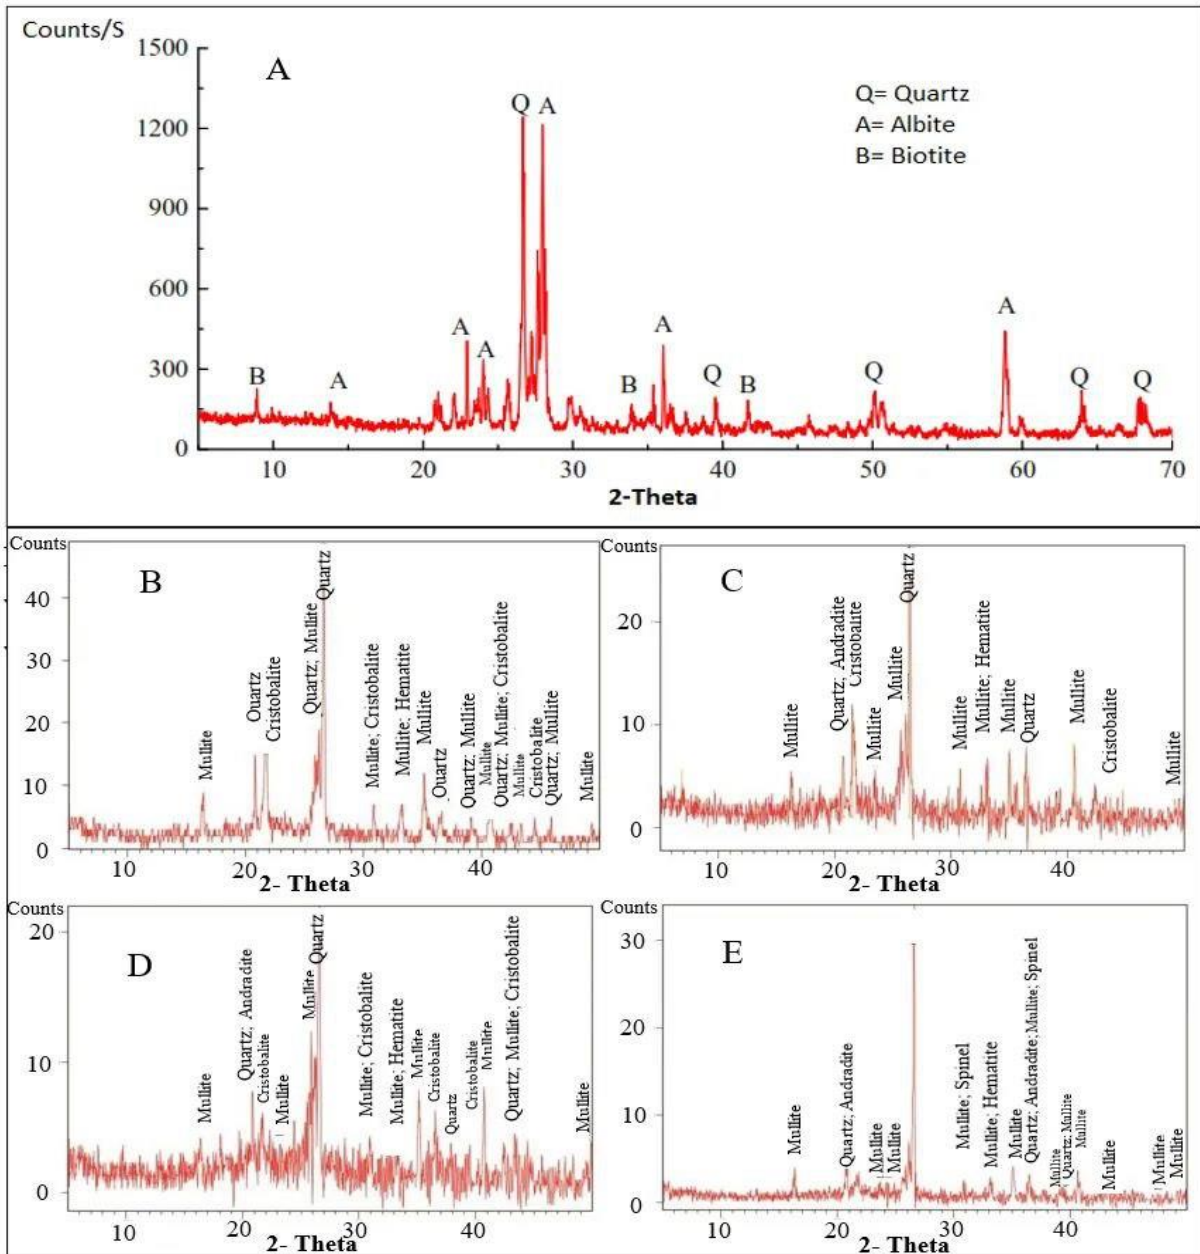 Counts/S
1500
1200
900
600
300
0
A
Q A
Q= Quartz
A= Albite
B= Biotite
B A A A A B Q B Q A Q Q
10 20 30 40 50 60 70
2-Theta
Counts
B
40
30
20
10
0
Mullite
Ouartz
Cristobalite
Quartz; Mullite
Quartz
Mullite; Cristobalite
Mullite; Hematite
Mullite
Quartz
Quartz; Mullite
Mullite
Quartz; Mullite; Cristobalite
Mullite
Cristobalite
Quartz; Mullite
Mullite
10 20 30 40
2- Theta
Counts
C
20
10
0
Mullite
Quartz; Andradite
Cristobalite
Mullite
Mullite
Quartz
Mullite
Mullite; Hematite
Mullite
Quartz
Mullite
Cristobalite
Mullite
10 20 30 40
2- Theta
Counts
D
20
10
0
Mullite
Quartz; Andradite
Cristobalite
Mullite
Mullite
Quartz
Mullite; Cristobalite
Mullite; Hematite
Mullite
Cristobalite
Quartz
Cristobalite
Mullite
Quartz; Mullite; Cristobalite
Mullite
10 20 30 40
2- Theta
Counts
E
30
20
10
0
Mullite
Quartz; Andradite
Mullite
Mullite
Mullite; Spinel
Mullite; Hematite
Mullite
Quartz; Andradite; Mullite; Spinel
Mullite
Quartz; Mullite
Mullite
Mullite
Mullite
Mullite
10 20 30 40
2- Theta